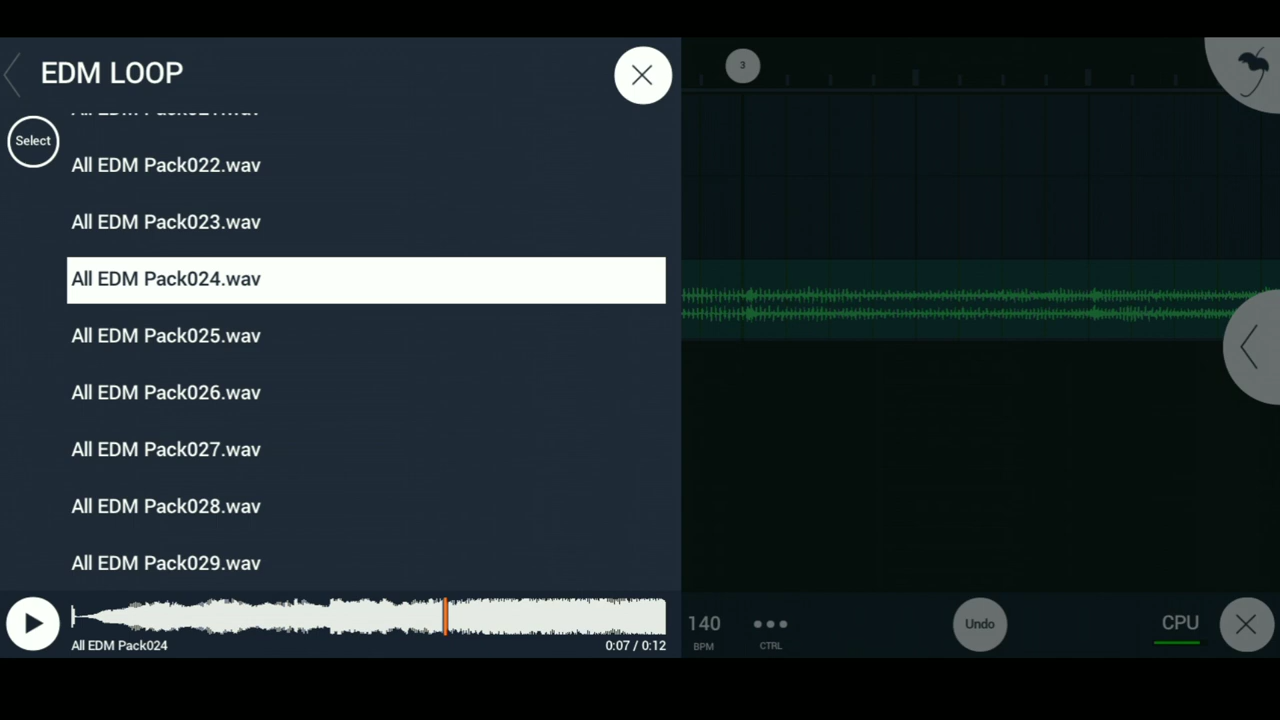 EDM LOOP
Select
All EDM Pack022.wav
All EDM Pack023.wav
All EDM Pack024.wav
All EDM Pack025.wav
All EDM Pack026.wav
All EDM Pack027.wav
All EDM Pack028.wav
All EDM Pack029.wav
All EDM Pack024
0:07 / 0:12
3
140
BPM
CTRL
Undo
CPU